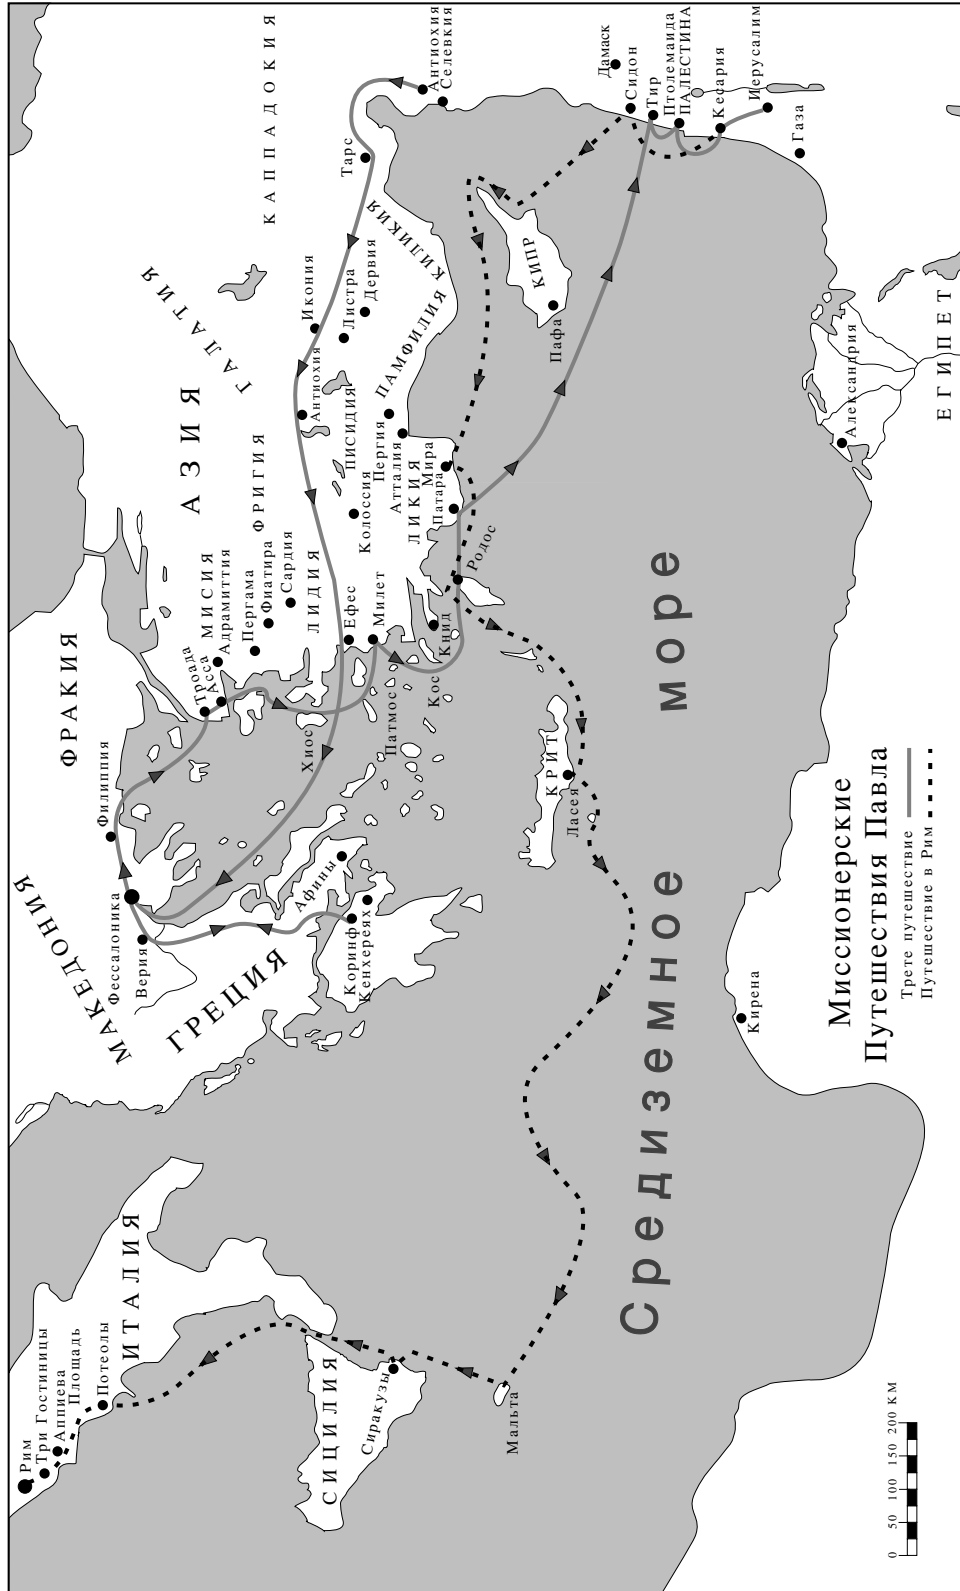 МАКЕДОНИЯ
ФРАКИЯ
Рим
Три Гостиницы
Аппиева
Площадь
Потеолы
ИТАЛИЯ
СИЦИЛИЯ
Сиракузы
Мальта
Фессалоника
Верия
Филиппия
ГРЕЦИЯ
Афины
Коринф
Кенхереях
Троада
Асса
МИСИЯ
Адрамиттия
Пергама
Фиатира
Сардия
ФРИГИЯ
ЛИДИЯ
АЗИЯ
ГАЛАТИЯ
КАППАДОКИЯ
Хиос
Ефес
Милет
Патмос
Кос
Книд
Родос
Колоссия
ПИСИДИЯ
Антиохия
Икония
Листра
Дервия
Тарс
КИЛИКИЯ
ПАМФИЛИЯ
Пергия
Атталия
ЛИКИЯ
Мира
Патара
Антиохия
Селевкия
КИПР
Пафа
КРИТ
Ласея
Дамаск
Сидон
Тир
Птолемаида
ПАЛЕСТИНА
Кесария
Иерусалим
Газа
Александрия
ЕГИПЕТ
Кирена
Средиземное море
Миссионерские
Путешествия Павла
Трете путешествие
Путешествие в Рим
0 50 100 150 200 КМ